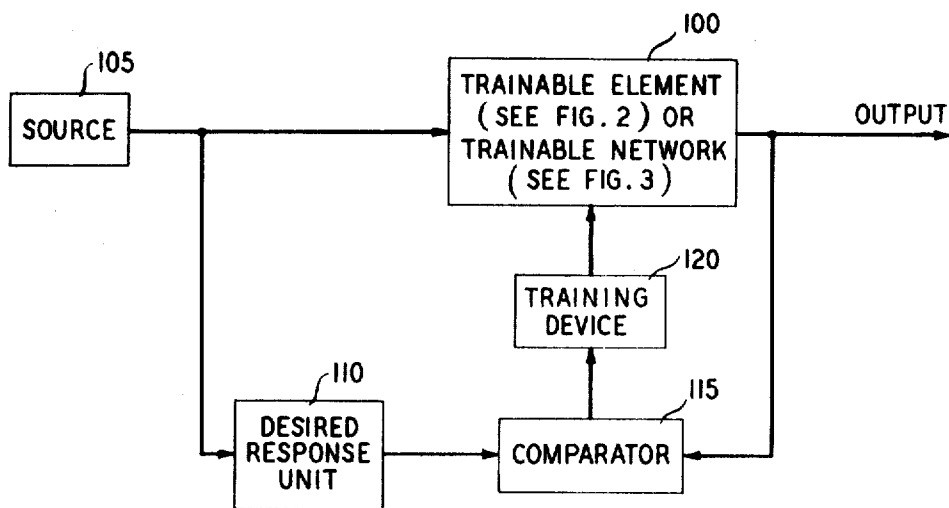 100
105
TRAINABLE ELEMENT
(SEE FIG. 2) OR
TRAINABLE NETWORK
(SEE FIG. 3)
SOURCE
OUTPUT
120
TRAINING
DEVICE
110
115
DESIRED
RESPONSE
UNIT
COMPARATOR